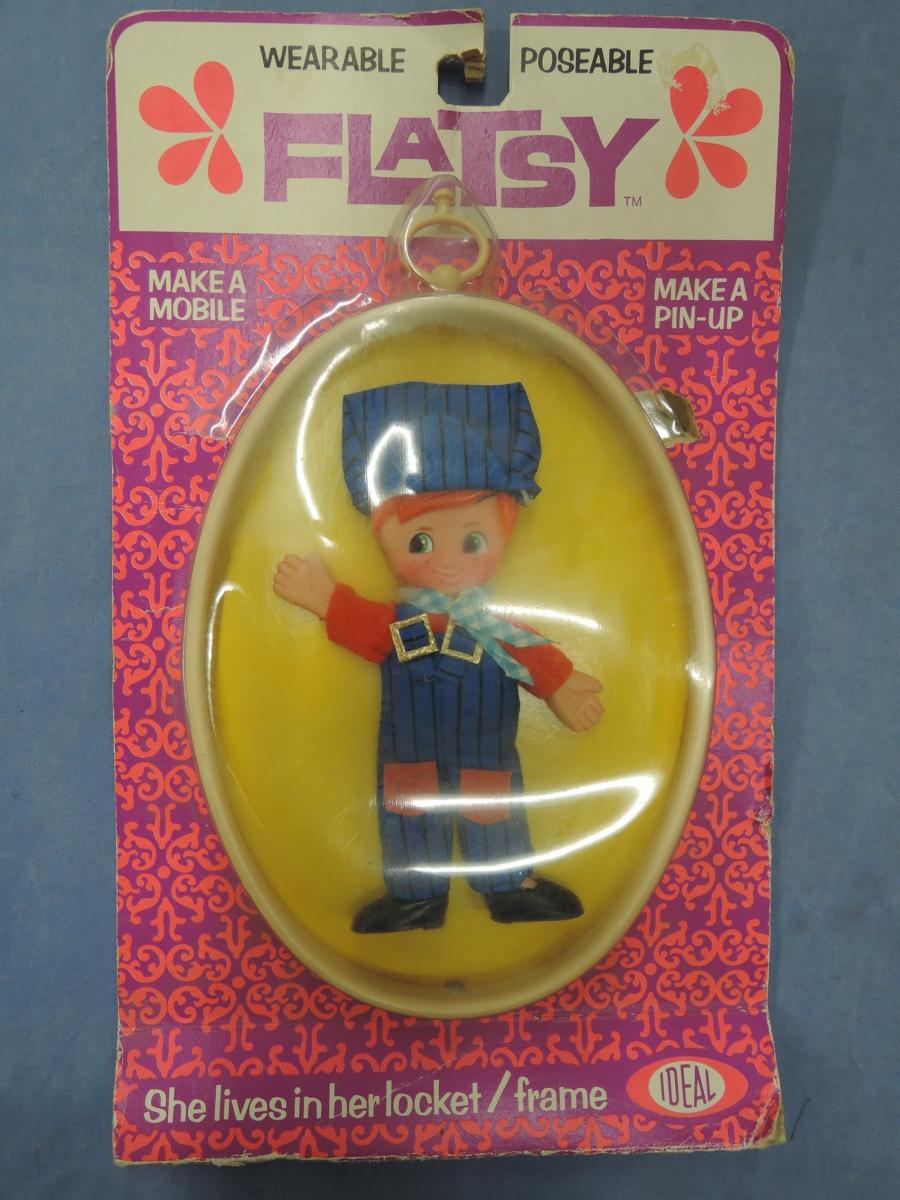 WEARABLE POSEABLE
FLATSY TM
MAKE A
MOBILE
MAKE A
PIN-UP
She lives in her locket / frame
IDEAL